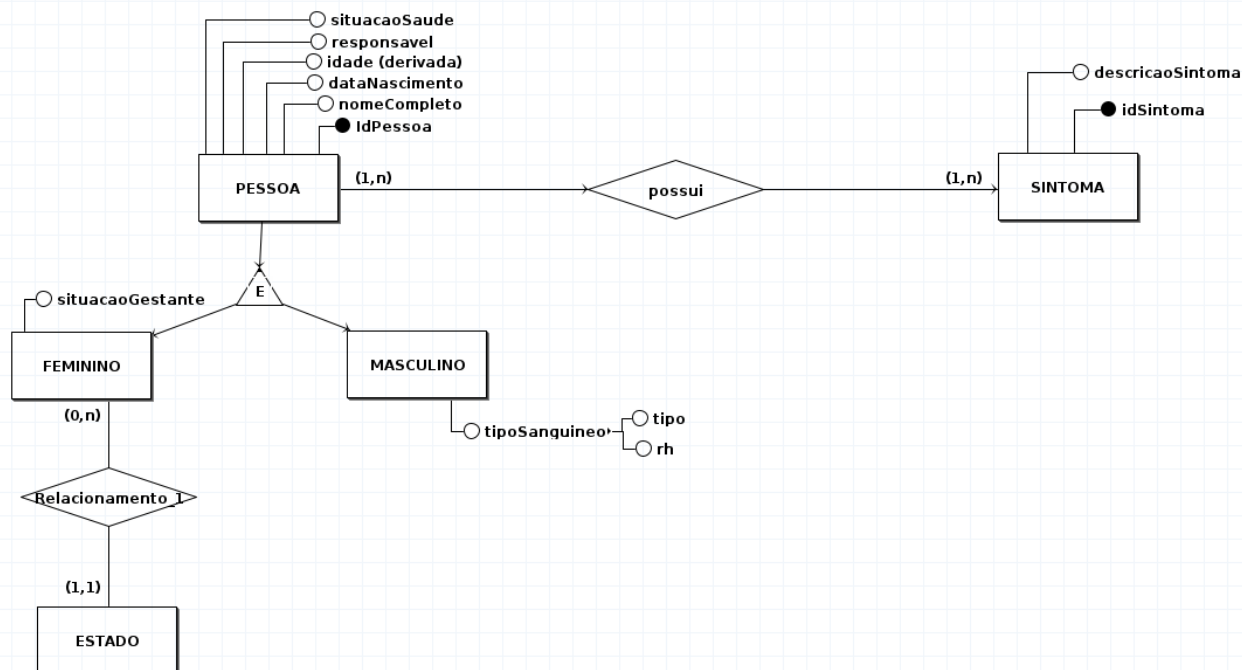 situacaoSaude
responsavel
idade (derivada)
dataNascimento
nomeCompleto
IdPessoa
descricaoSintoma
idSintoma
PESSOA
(1,n)
possui
(1,n)
SINTOMA
E
situacaoGestante
FEMININO
MASCULINO
(0,n)
tipoSanguineo
tipo
rh
Relacionamento_1
(1,1)
ESTADO